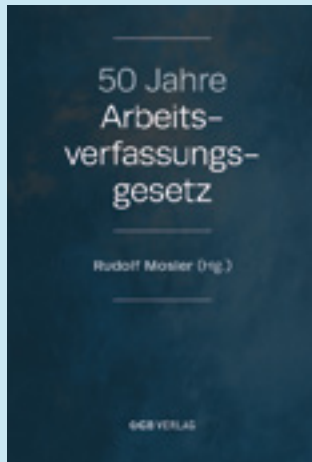 50 Jahre
Arbeits-
verfassungs-
gesetz
Rudolf Mosler (Hg.)
ÖGB VERLAG